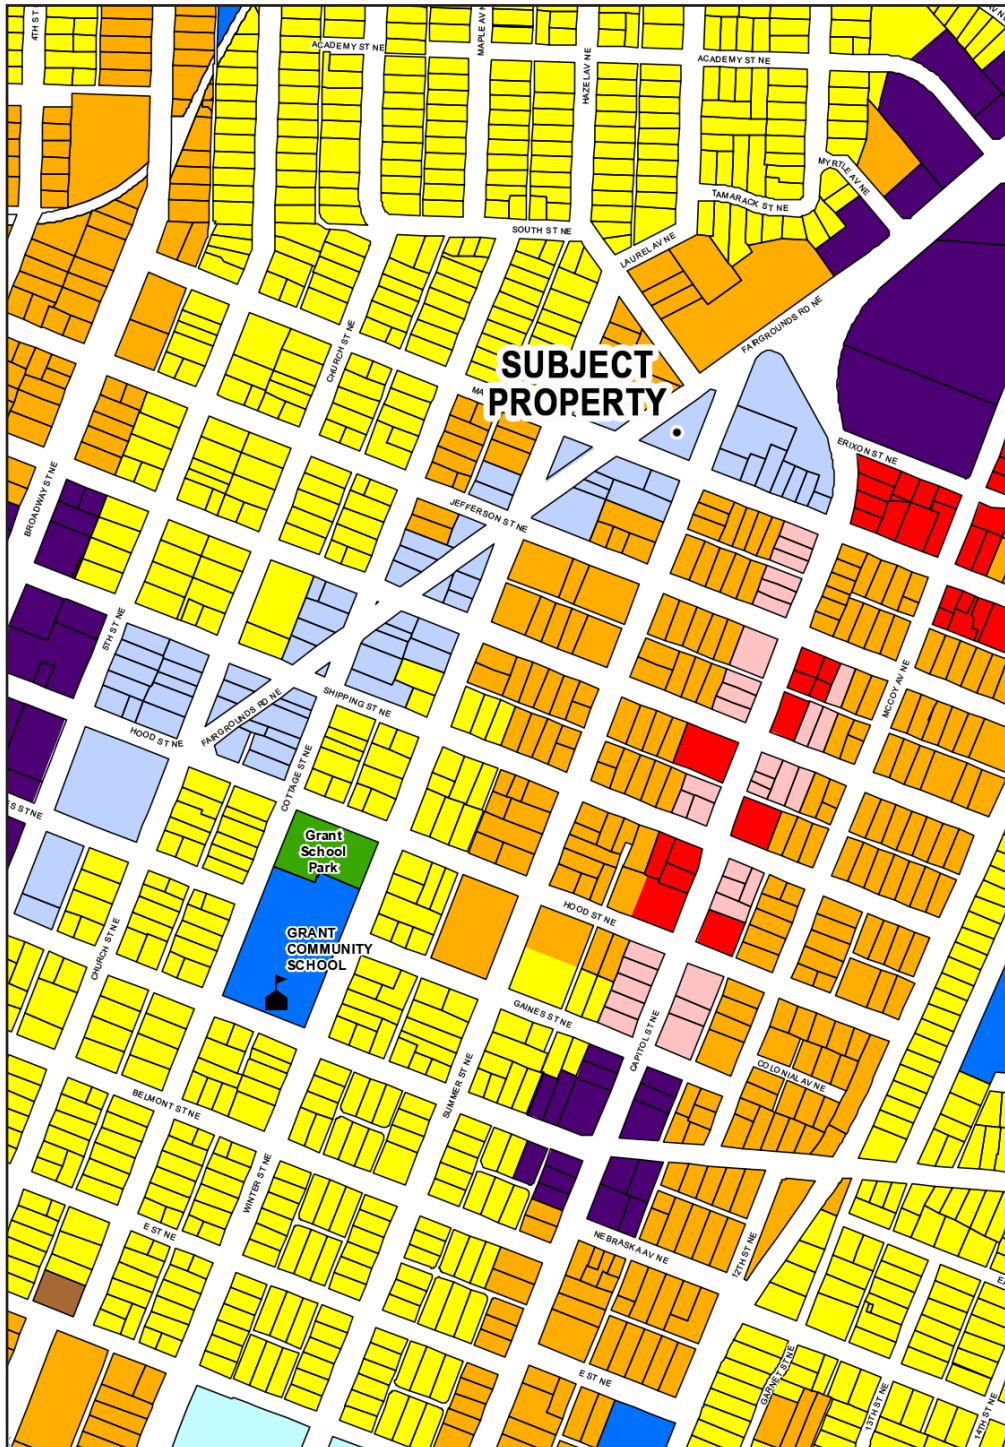 4TH ST
ACADEMY ST NE
MAPLE AV NE
HAZEL AV NE
ACADEMY ST NE
MYRTLE AV NE
TAMARACK ST NE
SOUTH ST NE
LAUREL AV NE
FAIRGROUNDS RD NE
CHURCH ST NE
SUBJECT
PROPERTY
MA
ERIXON ST NE
BROADWAY ST NE
JEFFERSON ST NE
5TH ST NE
MCCOY AV NE
SHIPPING ST NE
FAIRGROUNDS RD NE
HOOD ST NE
COTTAGE ST NE
S ST NE
Grant
School
Park
HOOD ST NE
CHURCH ST NE
GRANT
COMMUNITY
SCHOOL
GAINES ST NE
CAPITOL ST NE
COLONIAL AV NE
SUMMER ST NE
BELMONT ST NE
WINTER ST NE
E ST NE
NEBRASKA AV NE
12TH ST NE
E ST NE
GARNET ST NE
13TH ST NE
14TH ST NE